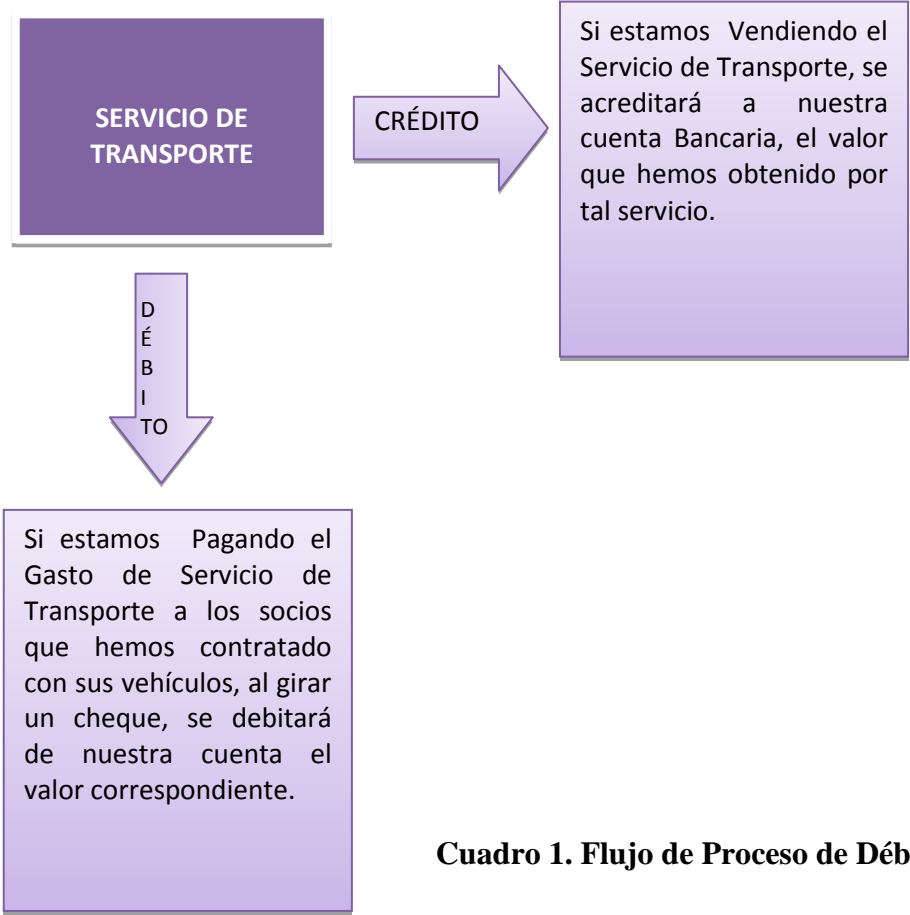 SERVICIO DE
TRANSPORTE
CRÉDITO
Si estamos Vendiendo el
Servicio de Transporte, se
acreditará a nuestra
cuenta Bancaria, el valor
que hemos obtenido por
tal servicio.
D
É
B
I
TO
Si estamos Pagando el
Gasto de Servicio de
Transporte a los socios
que hemos contratado
con sus vehículos, al girar
un cheque, se debitará
de nuestra cuenta el
valor correspondiente.
Cuadro 1. Flujo de Proceso de Déb